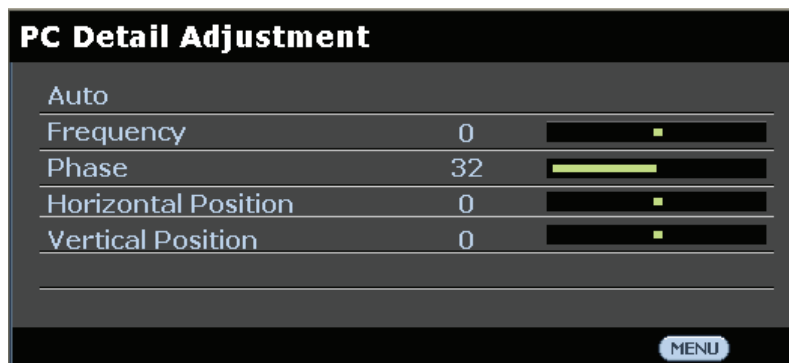 PC Detail Adjustment
Auto
Frequency 0
Phase 32
Horizontal Position 0
Vertical Position 0
MENU